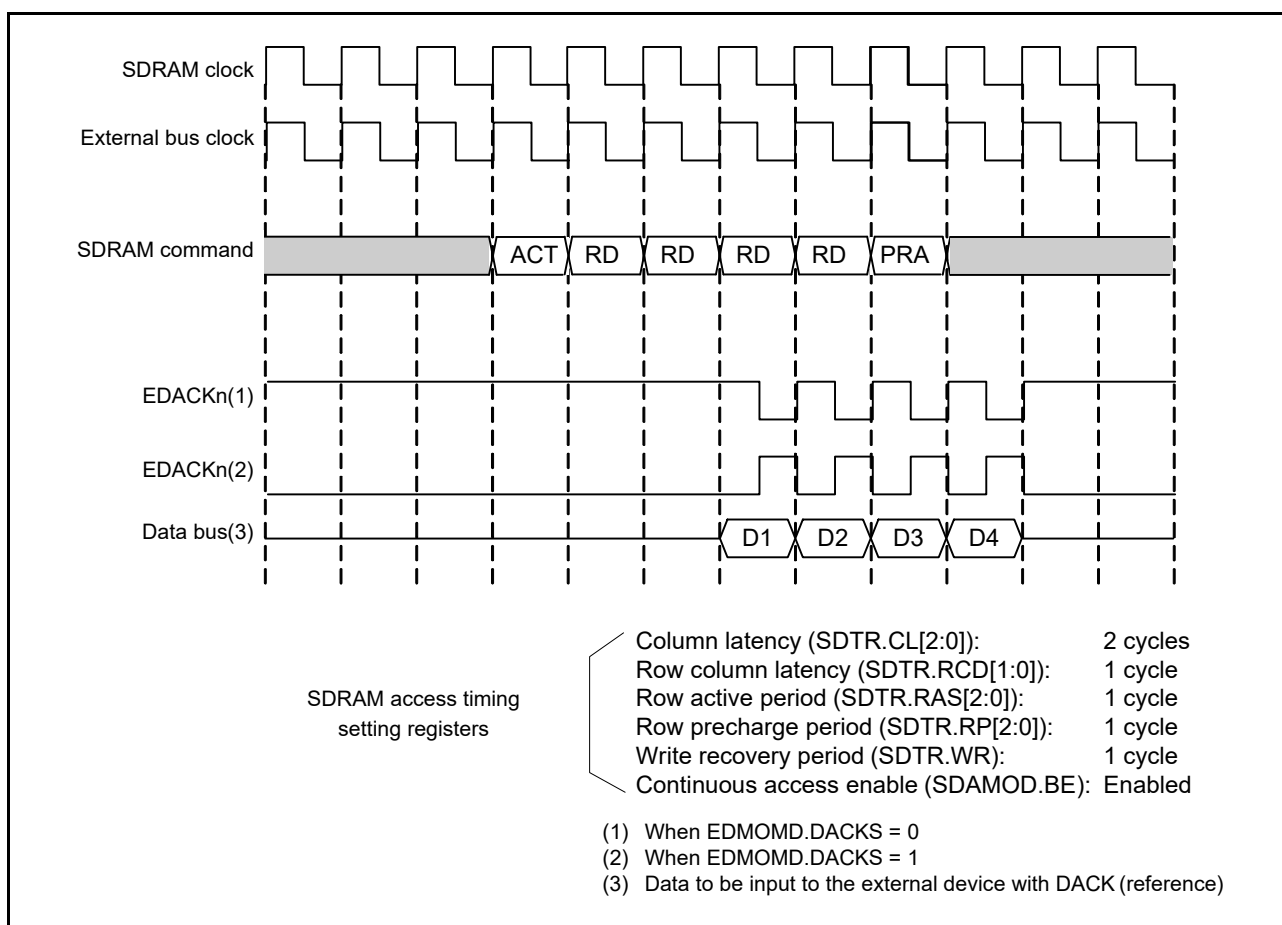 SDRAM clock
External bus clock
SDRAM command
ACT RD RD RD RD PRA
EDACKn(1)
EDACKn(2)
Data bus(3)
D1 D2 D3 D4
SDRAM access timing
setting registers
Column latency (SDTR.CL[2:0]): 2 cycles
Row column latency (SDTR.RCD[1:0]): 1 cycle
Row active period (SDTR.RAS[2:0]): 1 cycle
Row precharge period (SDTR.RP[2:0]): 1 cycle
Write recovery period (SDTR.WR): 1 cycle
Continuous access enable (SDAMOD.BE): Enabled
(1) When EDMOMD.DACKS = 0
(2) When EDMOMD.DACKS = 1
(3) Data to be input to the external device with DACK (reference)